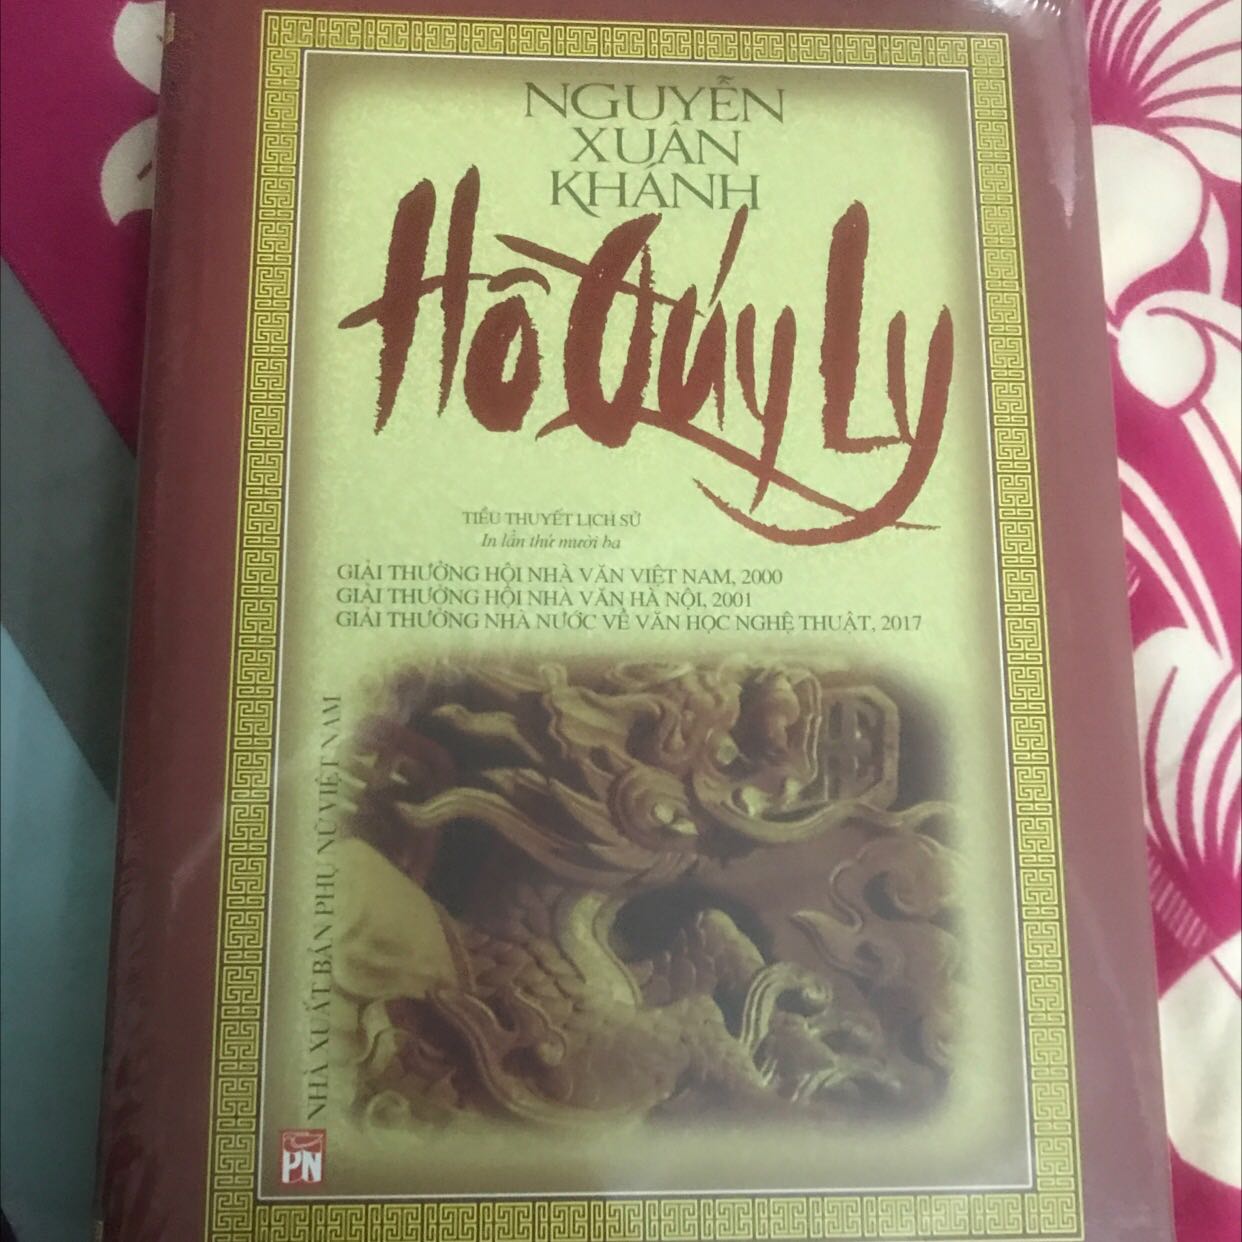 NGUYỄN
XUÂN
KHÁNH
Hồ Qúy Ly
TIỂU THUYẾT LỊCH SỬ
In lần thứ mười ba
GIẢI THƯỞNG HỘI NHÀ VĂN VIỆT NAM, 2000
GIẢI THƯỞNG HỘI NHÀ VĂN HÀ NỘI, 2001
GIẢI THƯỞNG NHÀ NƯỚC VỀ VĂN HỌC NGHỆ THUẬT, 2017
NHÀ XUẤT BẢN PHỤ NỮ VIỆT NAM
PN